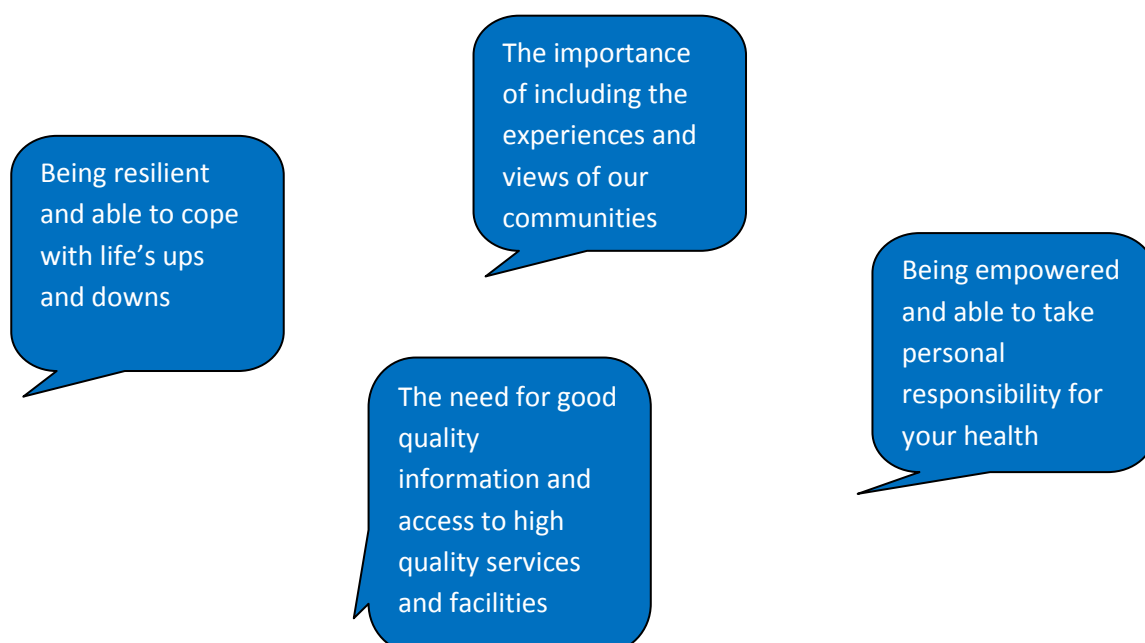 Being resilient
and able to cope
with life’s ups
and downs
The importance
of including the
experiences and
views of our
communities
The need for good
quality
information and
access to high
quality services
and facilities
Being empowered
and able to take
personal
responsibility for
your health